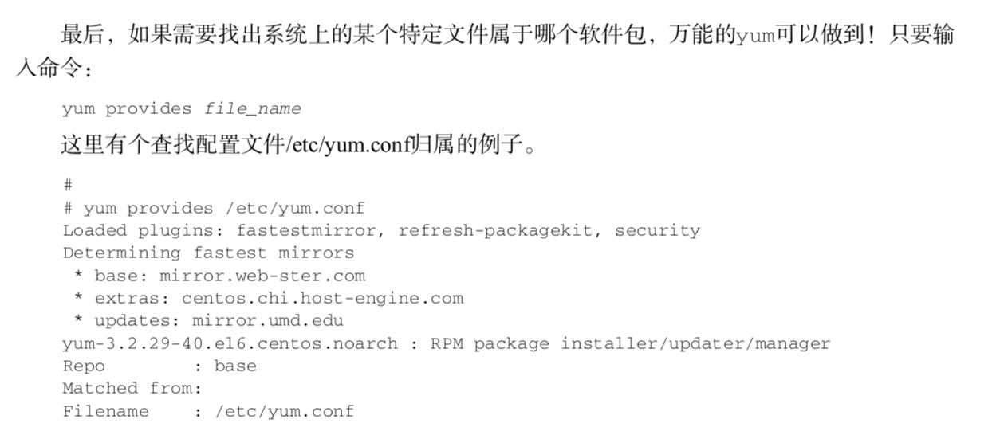 最后，如果需要找出系统上的某个特定文件属于哪个软件包，万能的yum可以做到！只要输
入命令：
yum provides file_name
这里有个查找配置文件/etc/yum.conf归属的例子。
#
# yum provides /etc/yum.conf
Loaded plugins: fastestmirror, refresh-packagekit, security
Determining fastest mirrors
 * base: mirror.web-ster.com
 * extras: centos.chi.host-engine.com
 * updates: mirror.umd.edu
yum-3.2.29-40.el6.centos.noarch : RPM package installer/updater/manager
Repo        : base
Matched from:
Filename    : /etc/yum.conf